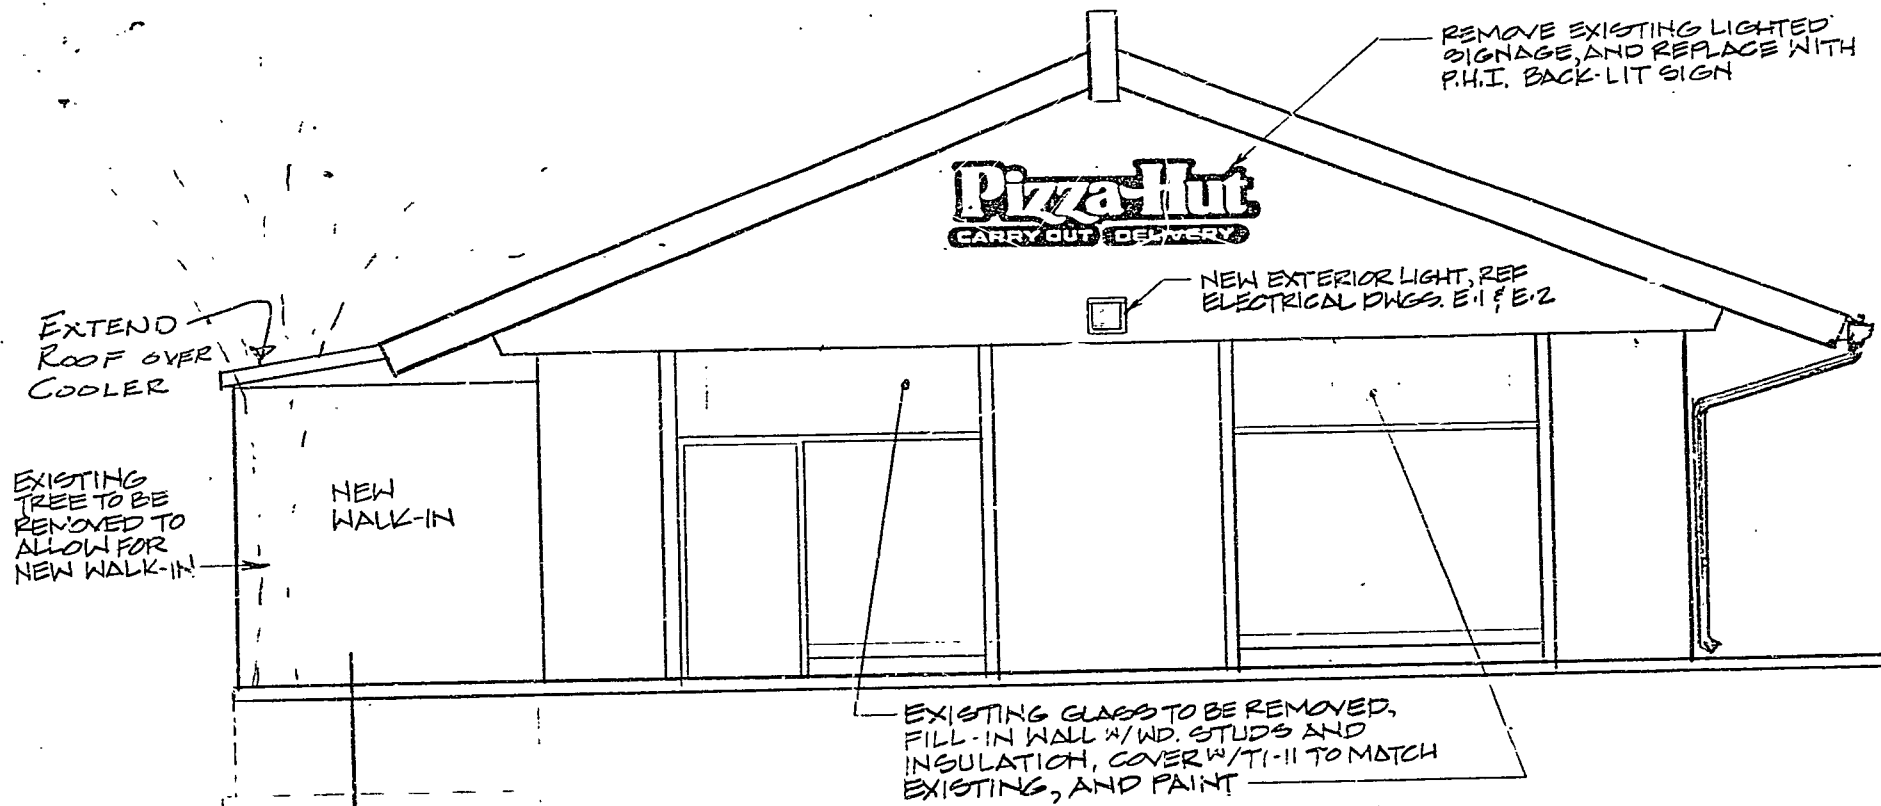 REMOVE EXISTING LIGHTED
SIGNAGE, AND REPLACE WITH
P.H.I. BACK-LIT SIGN
Pizza Hut
CARRY OUT DELIVERY
NEW EXTERIOR LIGHT, REF
ELECTRICAL DWGS. E-1 & E-2
EXTEND
ROOF OVER
COOLER
EXISTING
TREE TO BE
REMOVED TO
ALLOW FOR
NEW WALK-IN
NEW
WALK-IN
EXISTING GLASS TO BE REMOVED,
FILL-IN WALL W/WD. STUDS AND
INSULATION, COVER W/T1-11 TO MATCH
EXISTING, AND PAINT